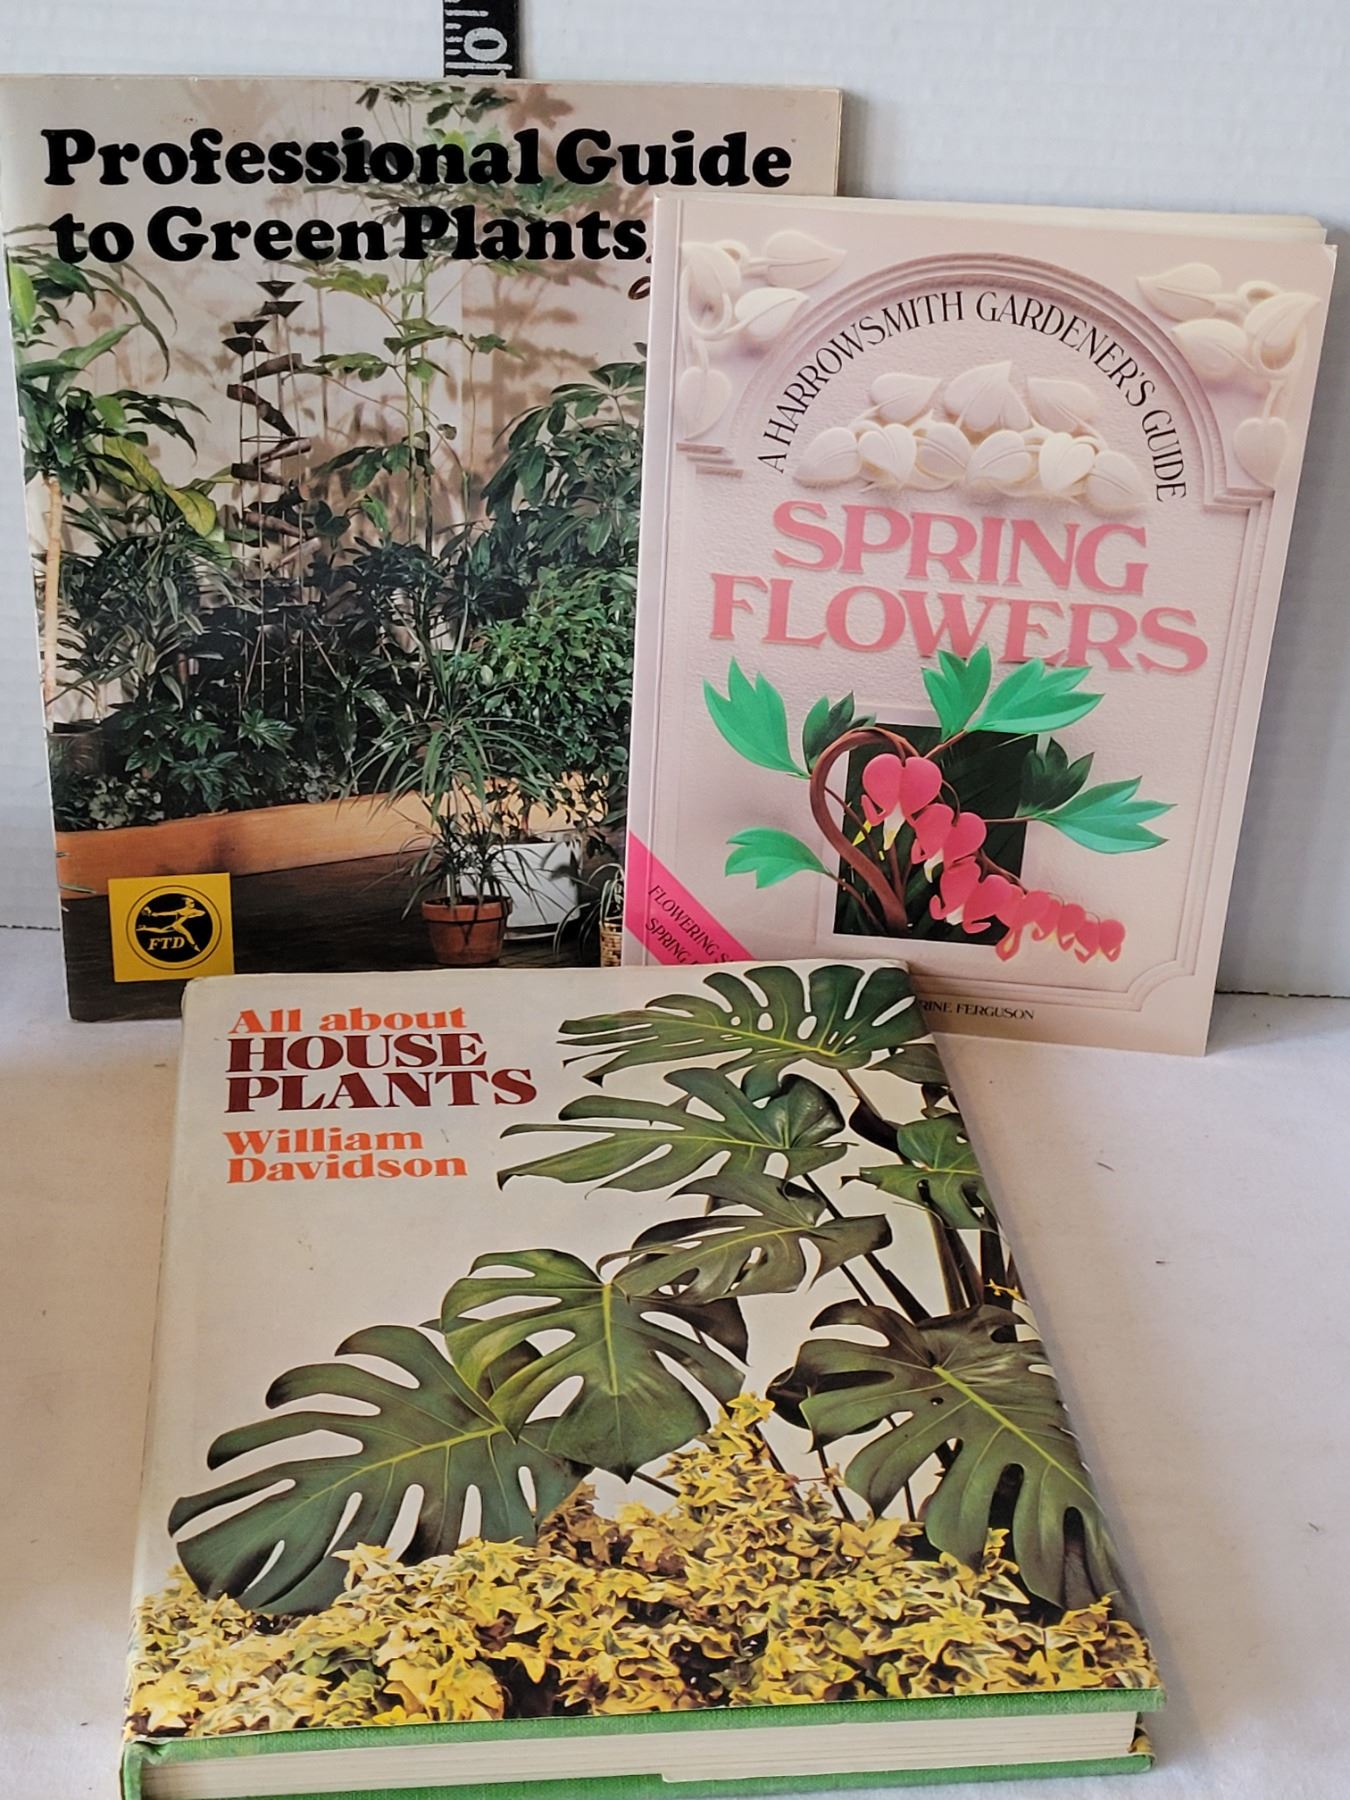 10
Professional Guide
to Green Plants
FTD
A HARROWSMITH GARDENER'S GUIDE
SPRING
FLOWERS
FLOWERING
SPRING
FERGUSON
All about
HOUSE
PLANTS
William
Davidson